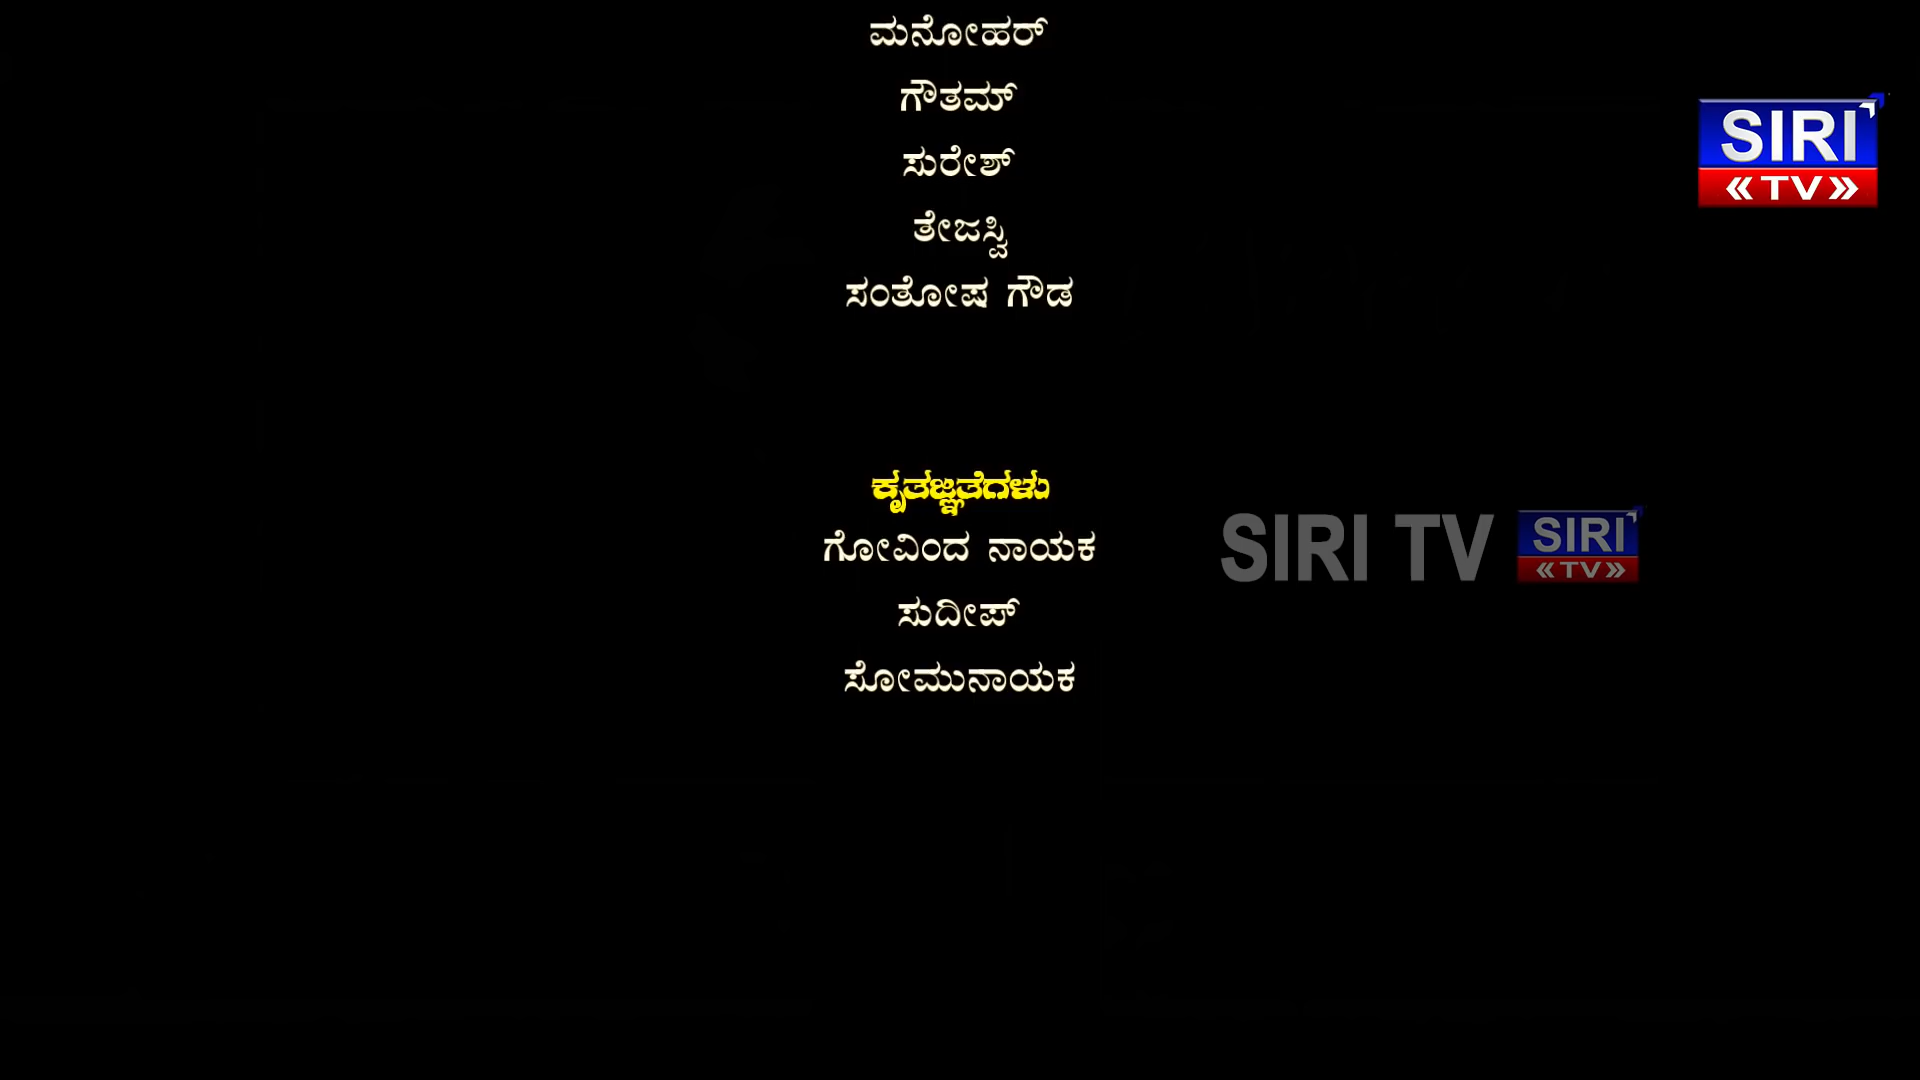 ಮನೋಹರ್
ಗೌತಮ್
ಸುರೇಶ್
ತೇಜಸ್ವಿ
ಸಂತೋಷ ಗೌಡ
SIRI
«TV»
ಕೃತಜ್ಞತೆಗಳು
ಗೋವಿಂದ ನಾಯಕ
SIRI TV
SIRI
«TV»
ಸುದೀಪ್
ಸೋಮುನಾಯಕ